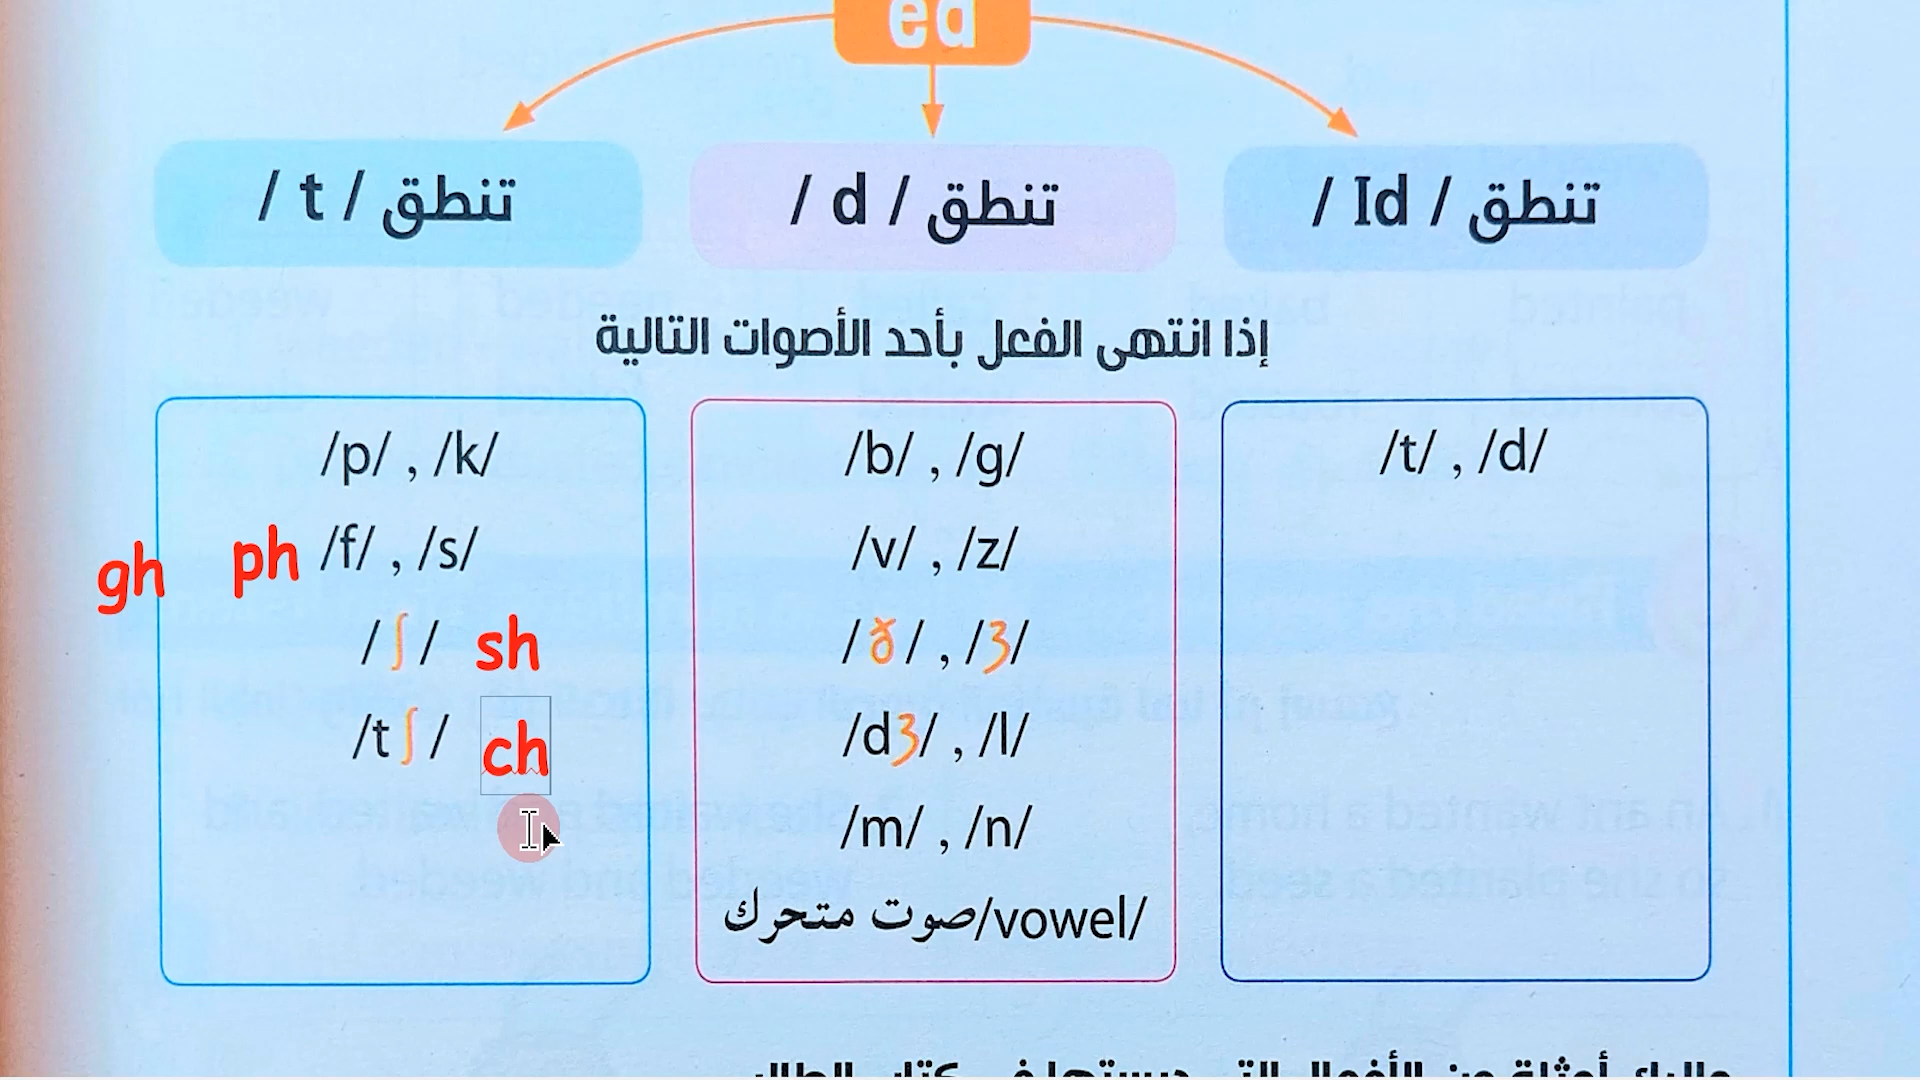 ed
تنطق / t /
تنطق / d /
تنطق / Id /
إذا انتهى الفعل بأحد الأصوات التالية
/p/ , /k/
gh ph /f/ , /s/
/ ʃ / sh
/t ʃ / ch
/b/ , /g/
/v/ , /z/
/ ð / , /ʒ/
/dʒ/ , /l/
/m/ , /n/
/vowel/صوت متحرك
/t/ , /d/